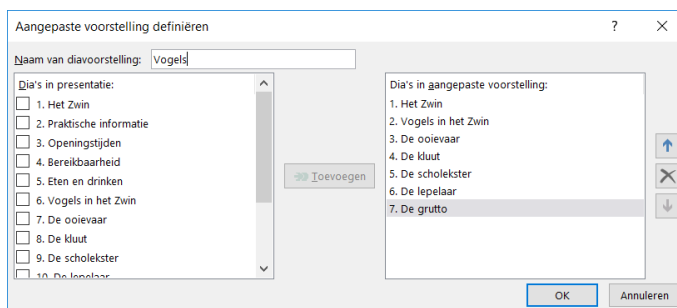 Aangepaste voorstelling definiëren
Naam van diavoorstelling: Vogels
Dia's in presentatie:
1. Het Zwin
2. Praktische informatie
3. Openingstijden
4. Bereikbaarheid
5. Eten en drinken
6. Vogels in het Zwin
7. De ooievaar
8. De kluut
9. De scholekster
10. De lepelaar
Toevoegen
Dia's in aangepaste voorstelling:
1. Het Zwin
2. Vogels in het Zwin
3. De ooievaar
4. De kluut
5. De scholekster
6. De lepelaar
7. De grutto
OK
Annuleren